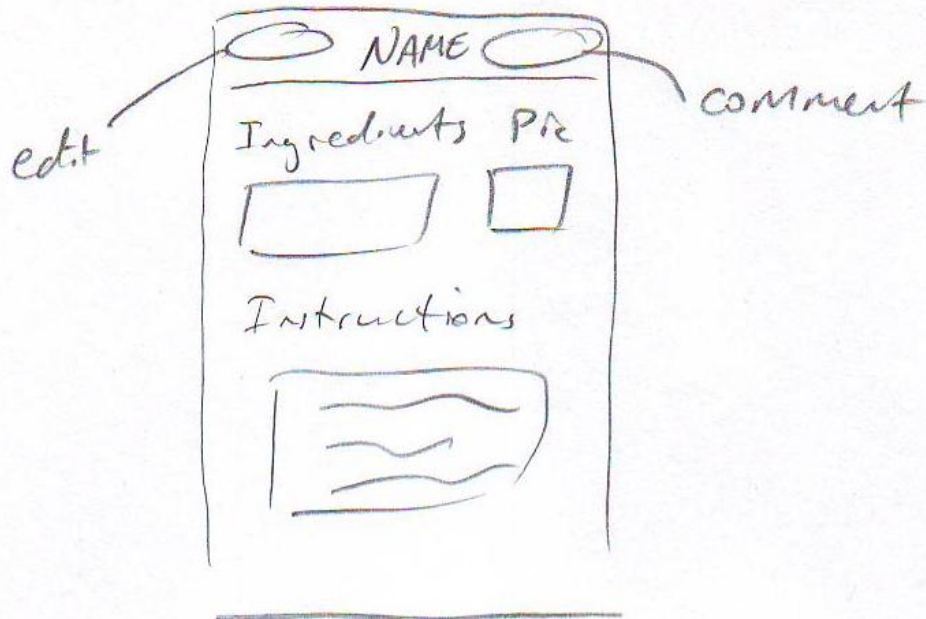 NAME
edit
comment
Ingredients Pic
Instructions